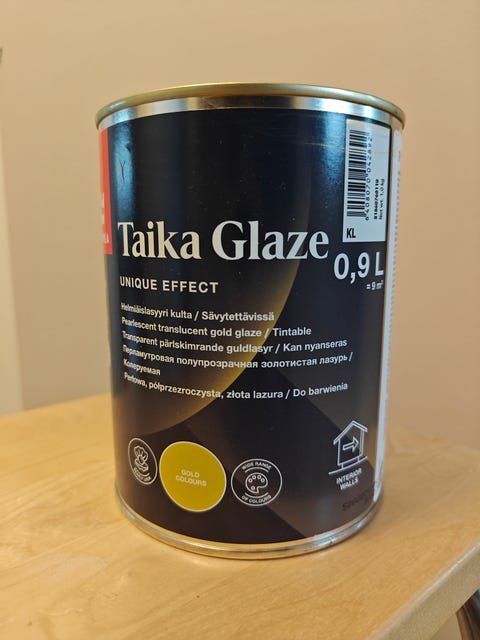 Taika Glaze
UNIQUE EFFECT
KL
0,9 L
= 9 m²
Helmiäislasyyri kulta / Sävytettävissä
Pearlescent translucent gold glaze / Tintable
Transparent pärlskimrande guldlasyr / Kan nyanseras
Перламутровая полупрозрачная золотистая лазурь /
Колеруемая
Perłowa, półprzezroczysta, złota lazura / Do barwienia
GOLD
COLOURS
WIDE RANGE
OF COLOURS
INTERIOR
WALLS